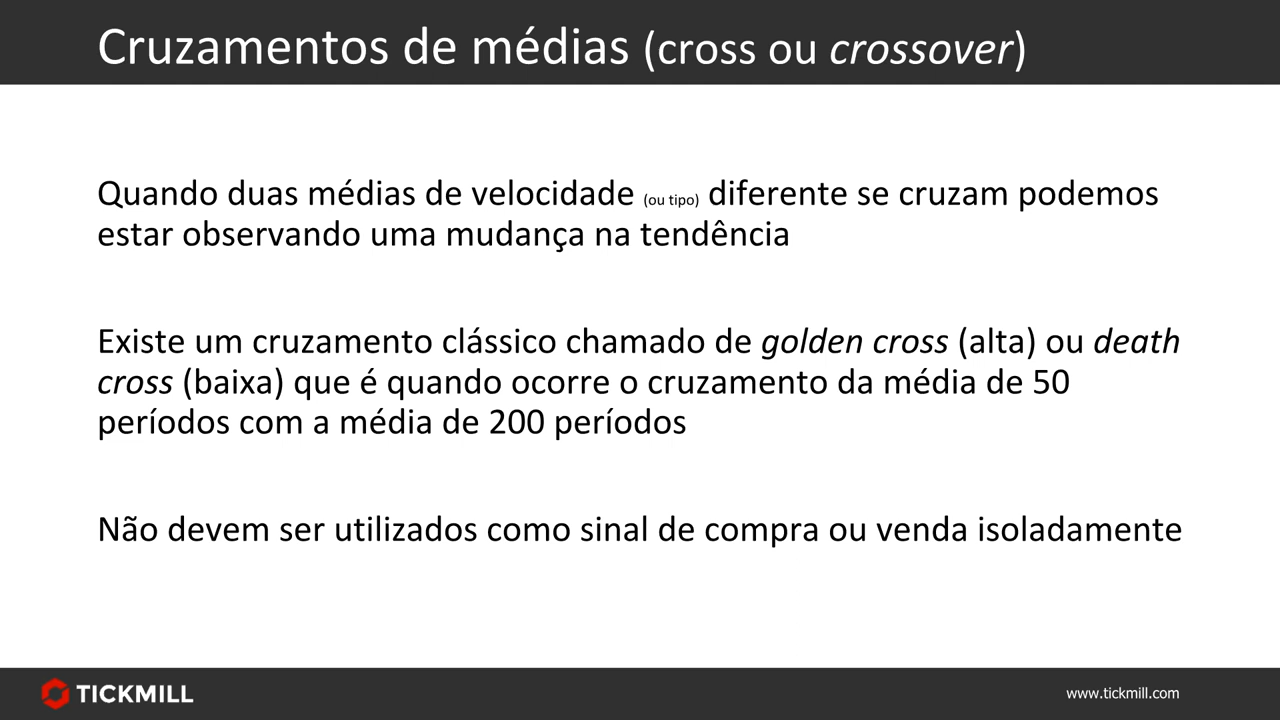 Cruzamentos de médias (cross ou crossover)
Quando duas médias de velocidade (ou tipo) diferente se cruzam podemos
estar observando uma mudança na tendência
Existe um cruzamento clássico chamado de golden cross (alta) ou death
cross (baixa) que é quando ocorre o cruzamento da média de 50
períodos com a média de 200 períodos
Não devem ser utilizados como sinal de compra ou venda isoladamente
TICKMILL
www.tickmill.com